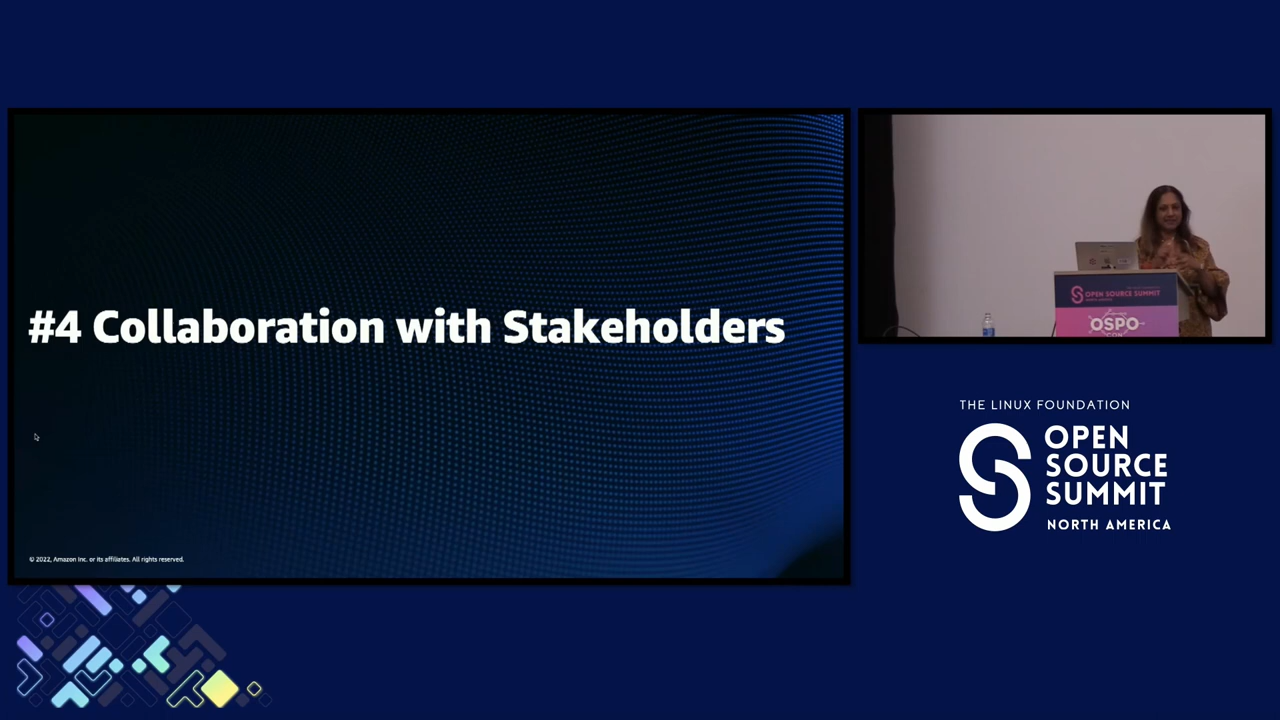 #4 Collaboration with Stakeholders
© 2022, Amazon Inc. or its affiliates. All rights reserved.
OPEN SOURCE SUMMIT
OSPO
CON
THE LINUX FOUNDATION
OPEN
SOURCE
SUMMIT
NORTH AMERICA